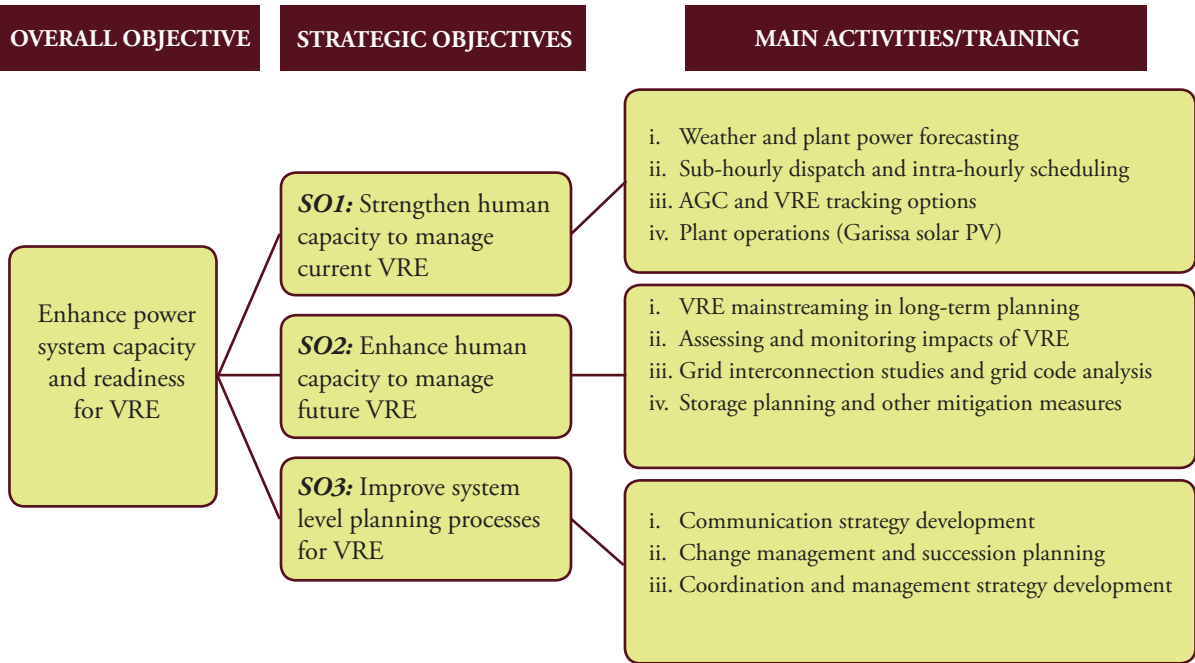 OVERALL OBJECTIVE
STRATEGIC OBJECTIVES
MAIN ACTIVITIES/TRAINING
Enhance power
system capacity
and readiness
for VRE
SO1: Strengthen human
capacity to manage
current VRE
SO2: Enhance human
capacity to manage
future VRE
SO3: Improve system
level planning processes
for VRE
i. Weather and plant power forecasting
ii. Sub-hourly dispatch and intra-hourly scheduling
iii. AGC and VRE tracking options
iv. Plant operations (Garissa solar PV)
i. VRE mainstreaming in long-term planning
ii. Assessing and monitoring impacts of VRE
iii. Grid interconnection studies and grid code analysis
iv. Storage planning and other mitigation measures
i. Communication strategy development
ii. Change management and succession planning
iii. Coordination and management strategy development